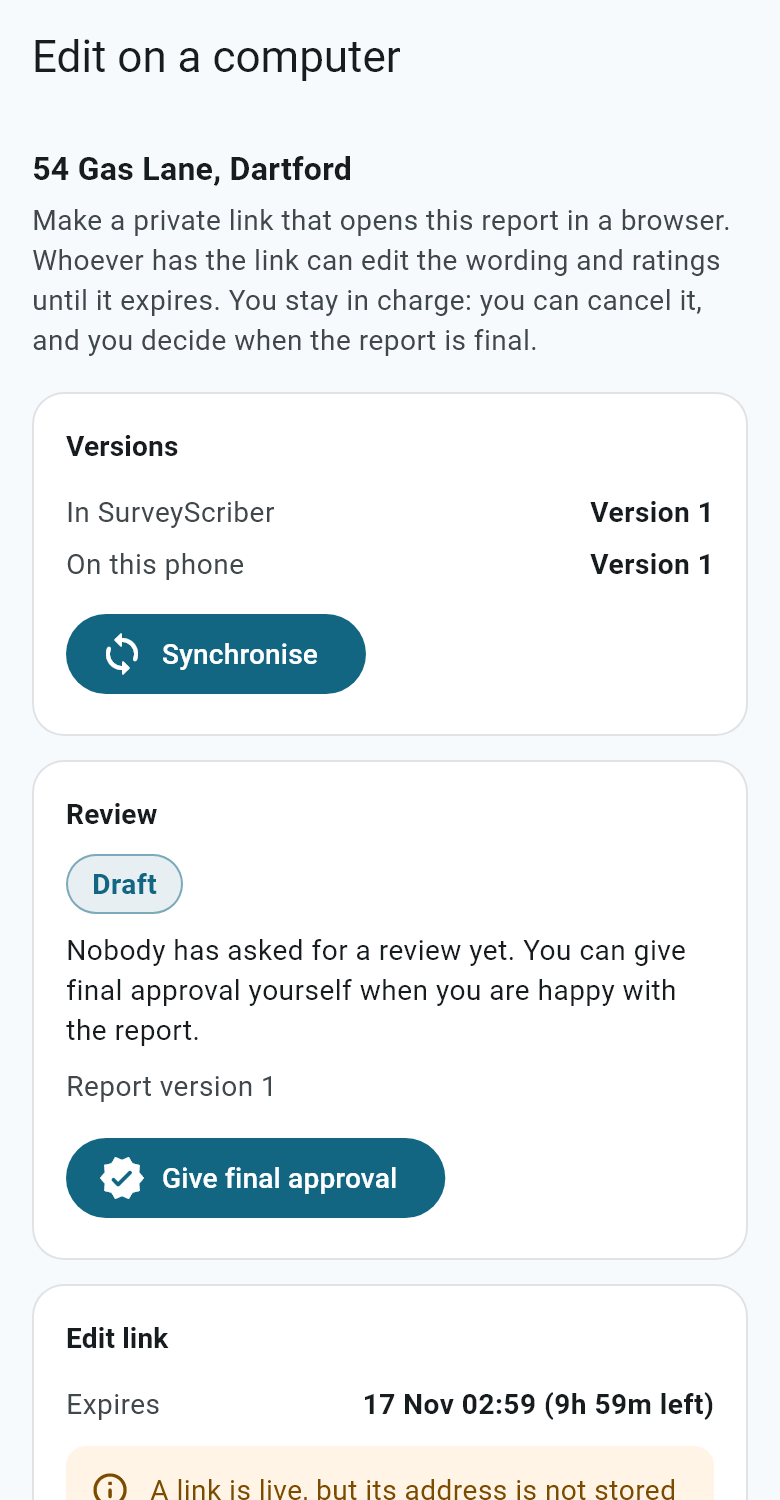 Edit on a computer
54 Gas Lane, Dartford
Make a private link that opens this report in a browser.
Whoever has the link can edit the wording and ratings
until it expires. You stay in charge: you can cancel it,
and you decide when the report is final.
Versions
In SurveyScriber Version 1
On this phone Version 1
Synchronise
Review
Draft
Nobody has asked for a review yet. You can give
final approval yourself when you are happy with
the report.
Report version 1
Give final approval
Edit link
Expires 17 Nov 02:59 (9h 59m left)
A link is live, but its address is not stored